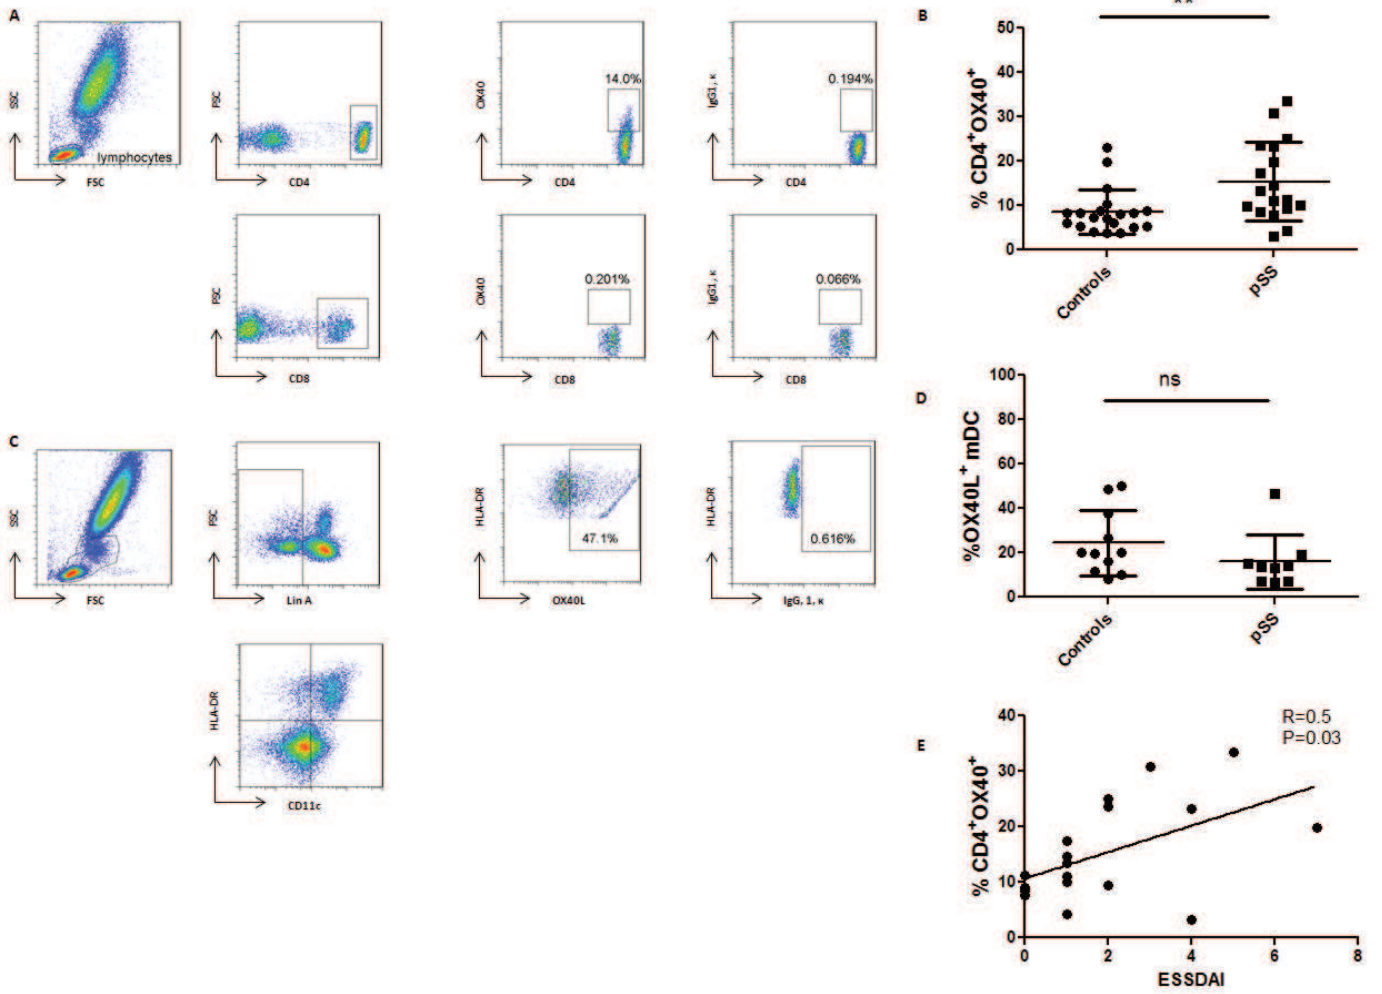 A
SSC
FSC
lymphocytes
FSC
CD4
OX40
CD4
14.0%
IgG1, κ
CD4
0.194%
FSC
CD8
OX40
CD8
0.201%
IgG1, κ
CD8
0.066%
B
**
% CD4+OX40+
50
40
30
20
10
0
Controls
pSS
C
SSC
FSC
FSC
Lin A
HLA-DR
OX40L
47.1%
HLA-DR
IgG, 1, κ
0.616%
HLA-DR
CD11c
D
ns
%OX40L+ mDC
100
80
60
40
20
0
Controls
pSS
E
R=0.5
P=0.03
% CD4+OX40+
40
30
20
10
0
0 2 4 6 8
ESSDAI